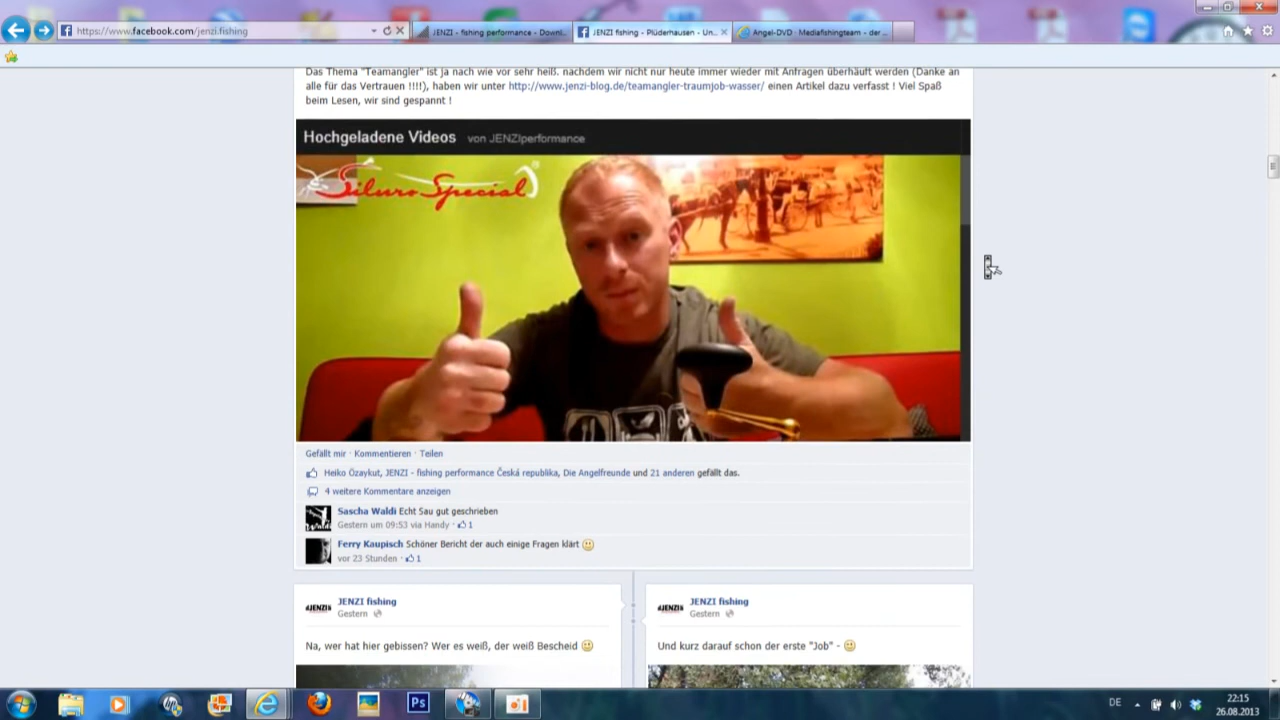 https://www.facebook.com/jenzi.fishing
JENZI - fishing performance - Downl...
JENZI fishing - Plüderhausen - Un...
Angel-DVD - Mediafishingteam - der ...
Das Thema "Teamangler" ist ja nach wie vor sehr heiß. nachdem wir nicht nur heute immer wieder mit Anfragen überhäuft werden (Danke an
alle für das Vertrauen !!!!), haben wir unter http://www.jenzi-blog.de/teamangler-traumjob-wasser/ einen Artikel dazu verfasst ! Viel Spaß
beim Lesen, wir sind gespannt !
Hochgeladene Videos von JENZIperformance
Siluro Special
Gefällt mir · Kommentieren · Teilen
Heiko Özaykut, JENZI - fishing performance Česká republika, Die Angelfreunde und 21 anderen gefällt das.
4 weitere Kommentare anzeigen
Sascha Waldi Echt Sau gut geschrieben
Gestern um 09:53 via Handy · 1
Ferry Kaupisch Schöner Bericht der auch einige Fragen klärt
vor 23 Stunden · 1
JENZI
JENZI fishing
Gestern
Na, wer hat hier gebissen? Wer es weiß, der weiß Bescheid
JENZI
JENZI fishing
Gestern
Und kurz darauf schon der erste "Job" -
Ps
DE
22:15
26.08.2013